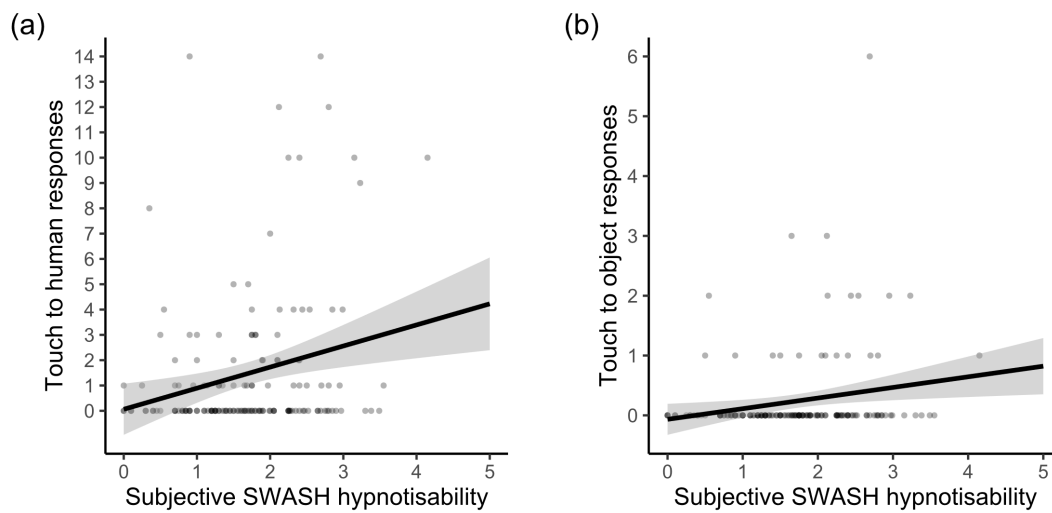 (a)
Touch to human responses
14
13
12
11
10
9
8
7
6
5
4
3
2
1
0
0 1 2 3 4 5
Subjective SWASH hypnotisability
(b)
Touch to object responses
6
5
4
3
2
1
0
0 1 2 3 4 5
Subjective SWASH hypnotisability